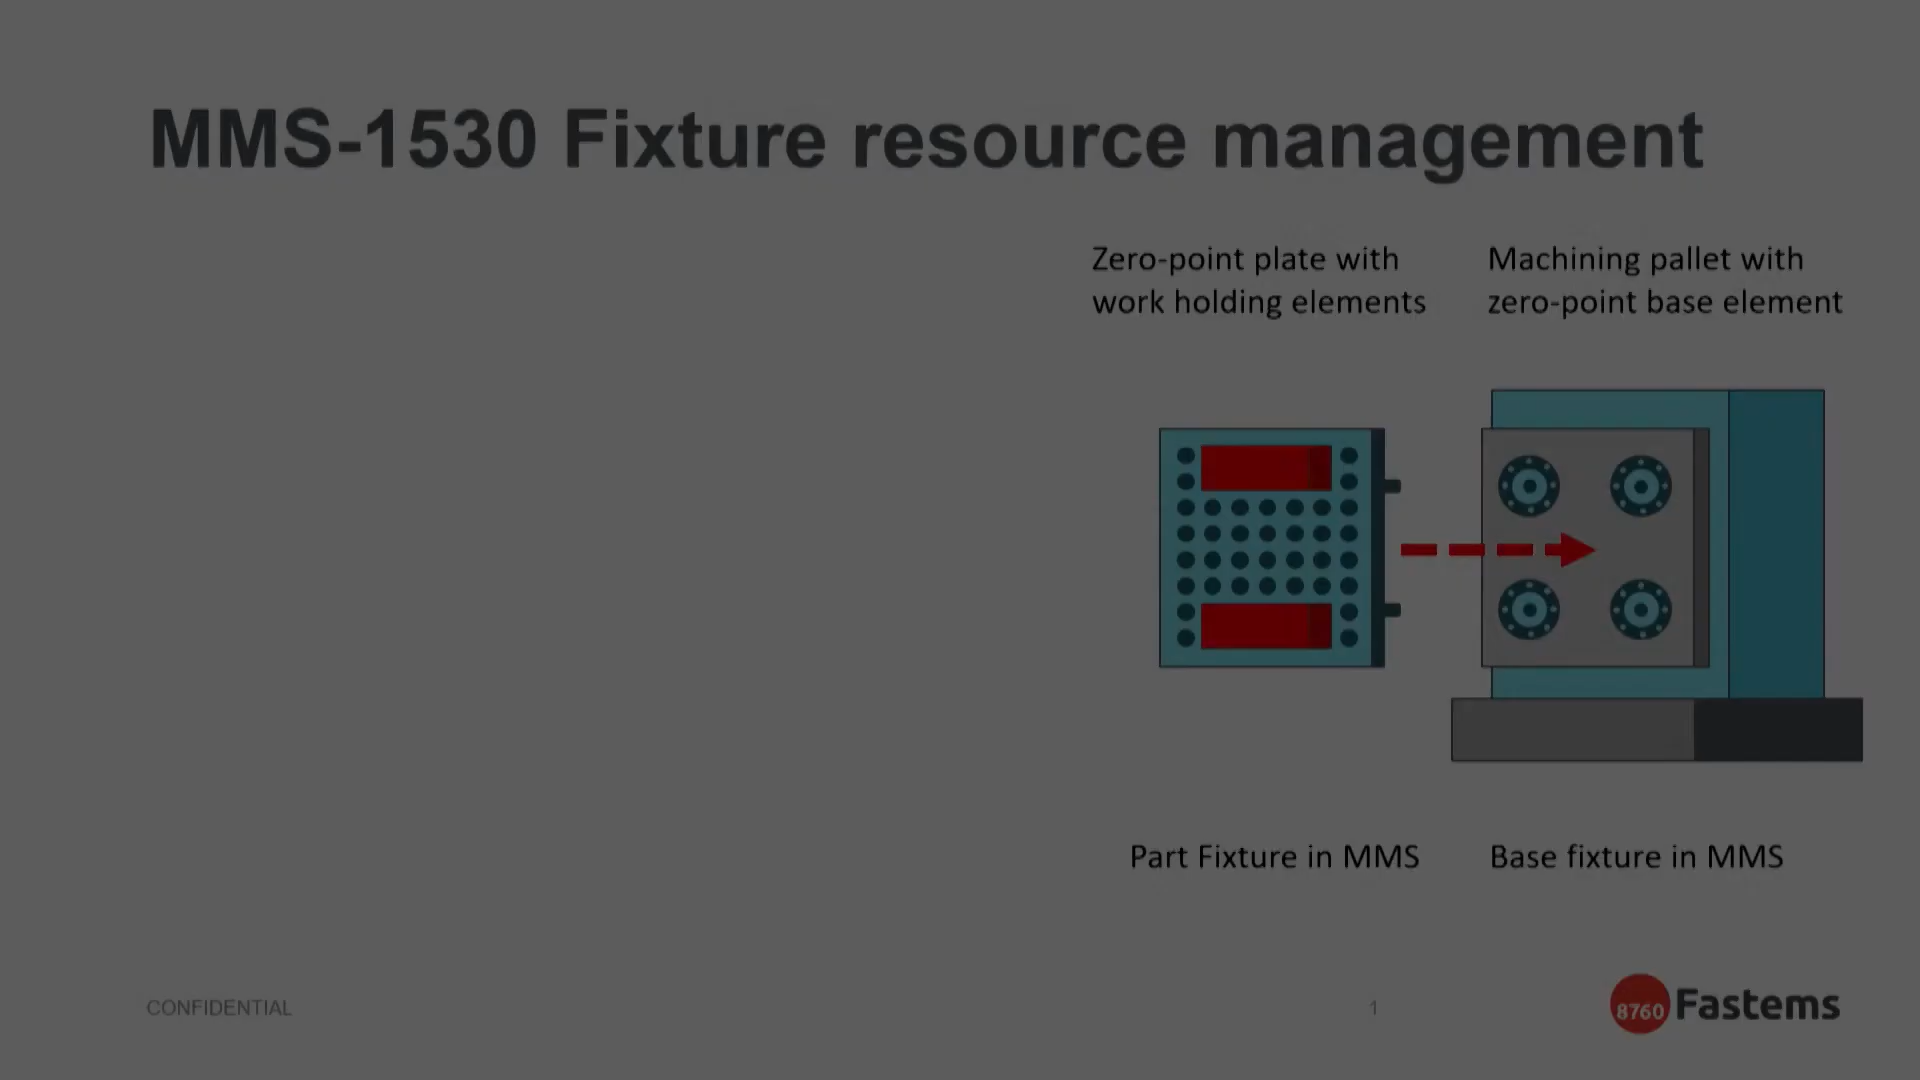 MMS-1530 Fixture resource management
Zero-point plate with
work holding elements
Machining pallet with
zero-point base element
Part Fixture in MMS
Base fixture in MMS
CONFIDENTIAL
1
8760 Fastems